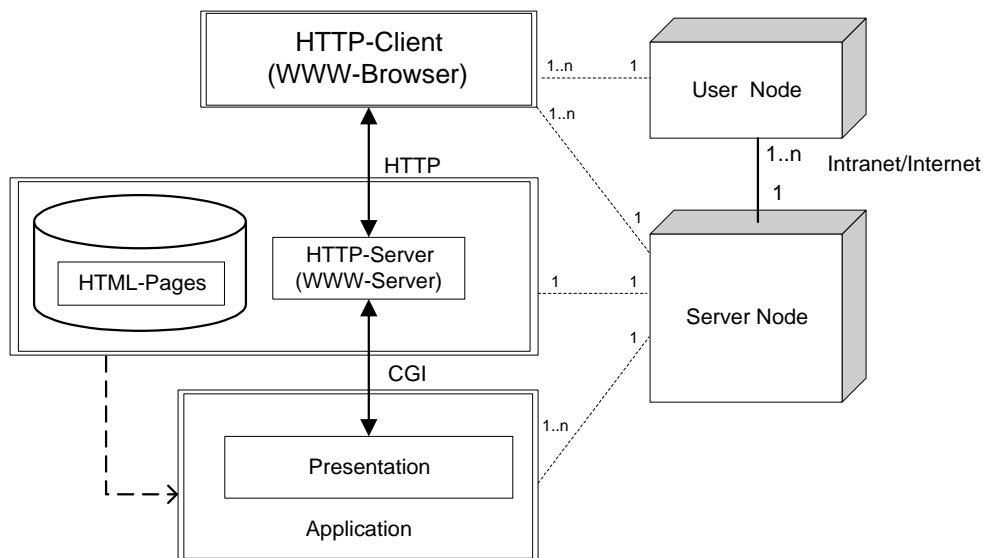 HTTP-Client
(WWW-Browser)
1..n
1
User Node
1..n
1..n
Intranet/Internet
HTTP
1
1
HTTP-Server
(WWW-Server)
HTML-Pages
1
1
Server Node
1
CGI
1..n
Presentation
Application